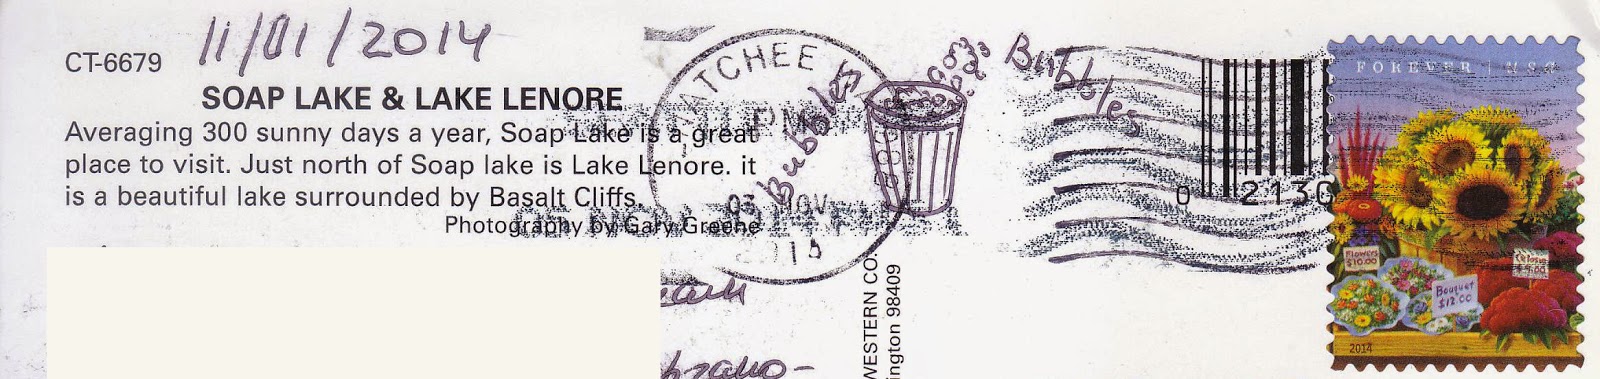 11/01/2014
CT-6679
SOAP LAKE & LAKE LENORE
Averaging 300 sunny days a year, Soap Lake is a great
place to visit. Just north of Soap lake is Lake Lenore. it
is a beautiful lake surrounded by Basalt Cliffs.
Photography by Gary Greene
ATCHEE
PM
03 NOV
Bubbles
Bubbles
WESTERN CO.
ington 98409
0 2130
FOREVER | USA
Flowers
$10.00
Bouquet
$12.00
2014